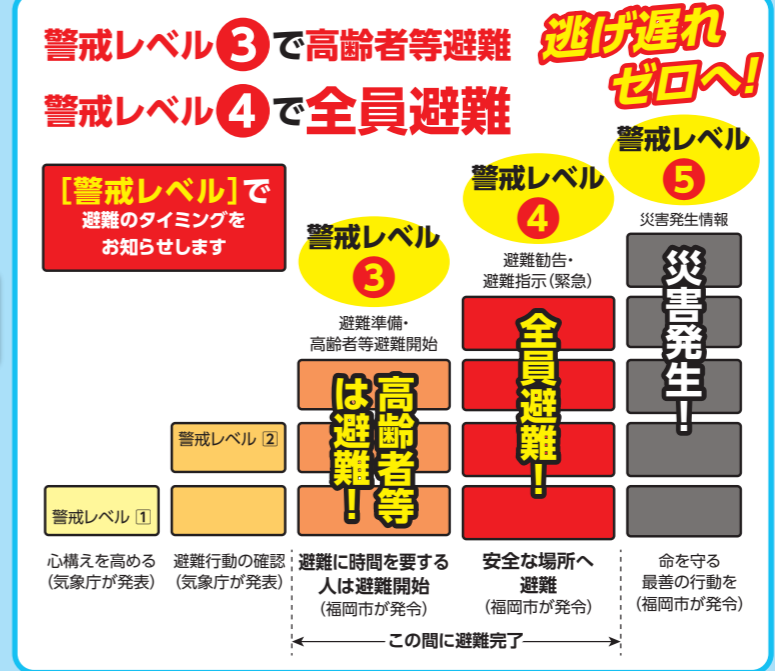 警戒レベル3で高齢者等避難
警戒レベル4で全員避難
逃げ遅れ
ゼロへ!
[警戒レベル]で
避難のタイミングを
お知らせします
警戒レベル 1
心構えを高める
(気象庁が発表)
警戒レベル 2
避難行動の確認
(気象庁が発表)
警戒レベル
3
避難準備・
高齢者等避難開始
高齢者等
は避難!
避難に時間を要する
人は避難開始
(福岡市が発令)
警戒レベル
4
避難勧告・
避難指示(緊急)
全員避難!
安全な場所へ
避難
(福岡市が発令)
警戒レベル
5
災害発生情報
災害発生!
命を守る
最善の行動を
(福岡市が発令)
この間に避難完了